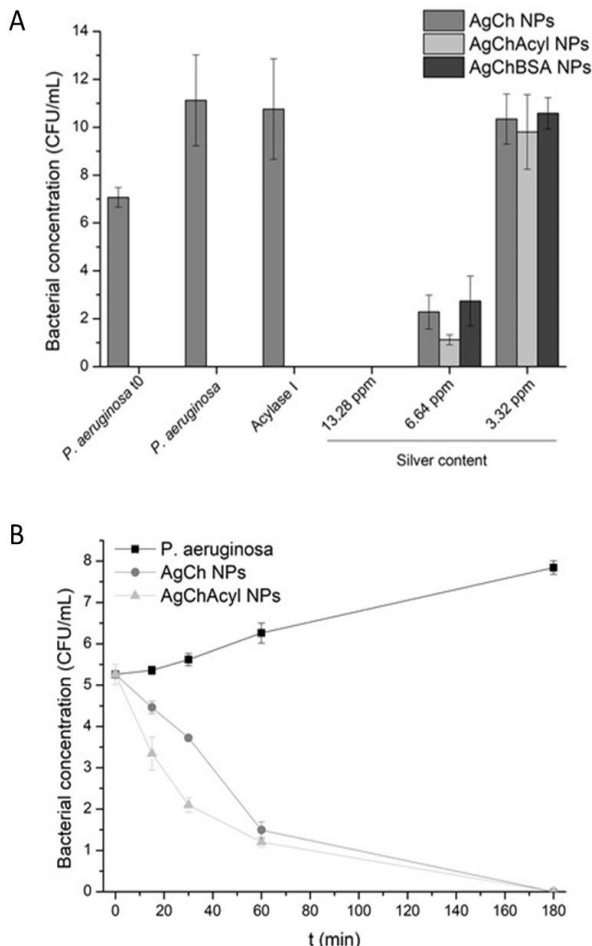 A
AgCh NPs
AgChAcyl NPs
AgChBSA NPs
Bacterial concentration (CFU/mL)
14
12
10
8
6
4
2
0
P. aeruginosa t0
P. aeruginosa
Acylase I
13.28 ppm
6.64 ppm
3.32 ppm
Silver content
B
P. aeruginosa
AgCh NPs
AgChAcyl NPs
Bacterial concentration (CFU/mL)
8
7
6
5
4
3
2
1
0
0 20 40 60 80 100 120 140 160 180
t (min)